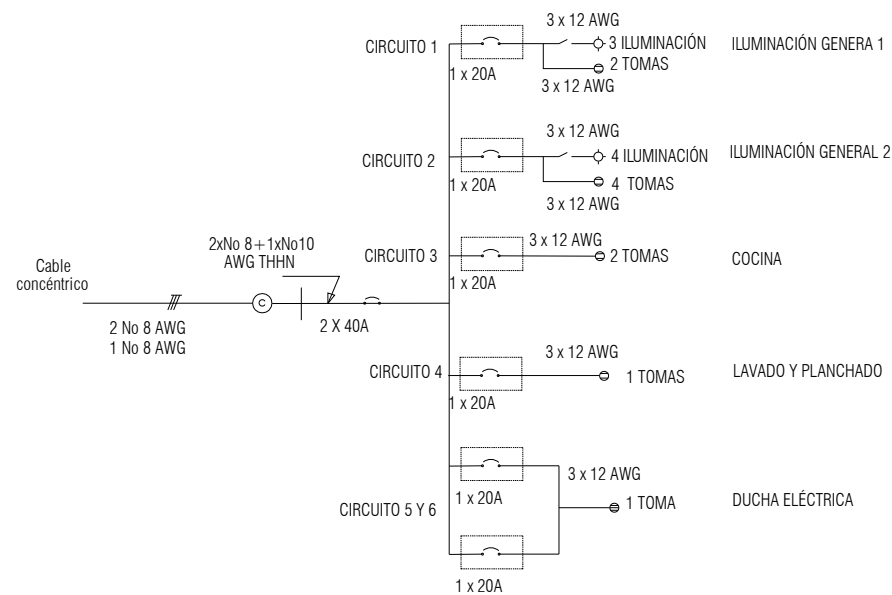 3 x 12 AWG
CIRCUITO 1
3 ILUMINACIÓN
ILUMINACIÓN GENERA 1
2 TOMAS
1 x 20A
3 x 12 AWG
3 x 12 AWG
CIRCUITO 2
4 ILUMINACIÓN
ILUMINACIÓN GENERAL 2
1 x 20A
4 TOMAS
3 x 12 AWG
2xNo 8+1xNo10
AWG THHN
CIRCUITO 3
3 x 12 AWG
2 TOMAS
COCINA
1 x 20A
Cable
concéntrico
C
2 No 8 AWG
1 No 8 AWG
2 X 40A
3 x 12 AWG
CIRCUITO 4
1 TOMAS
LAVADO Y PLANCHADO
1 x 20A
3 x 12 AWG
1 x 20A
CIRCUITO 5 Y 6
1 TOMA
DUCHA ELÉCTRICA
1 x 20A